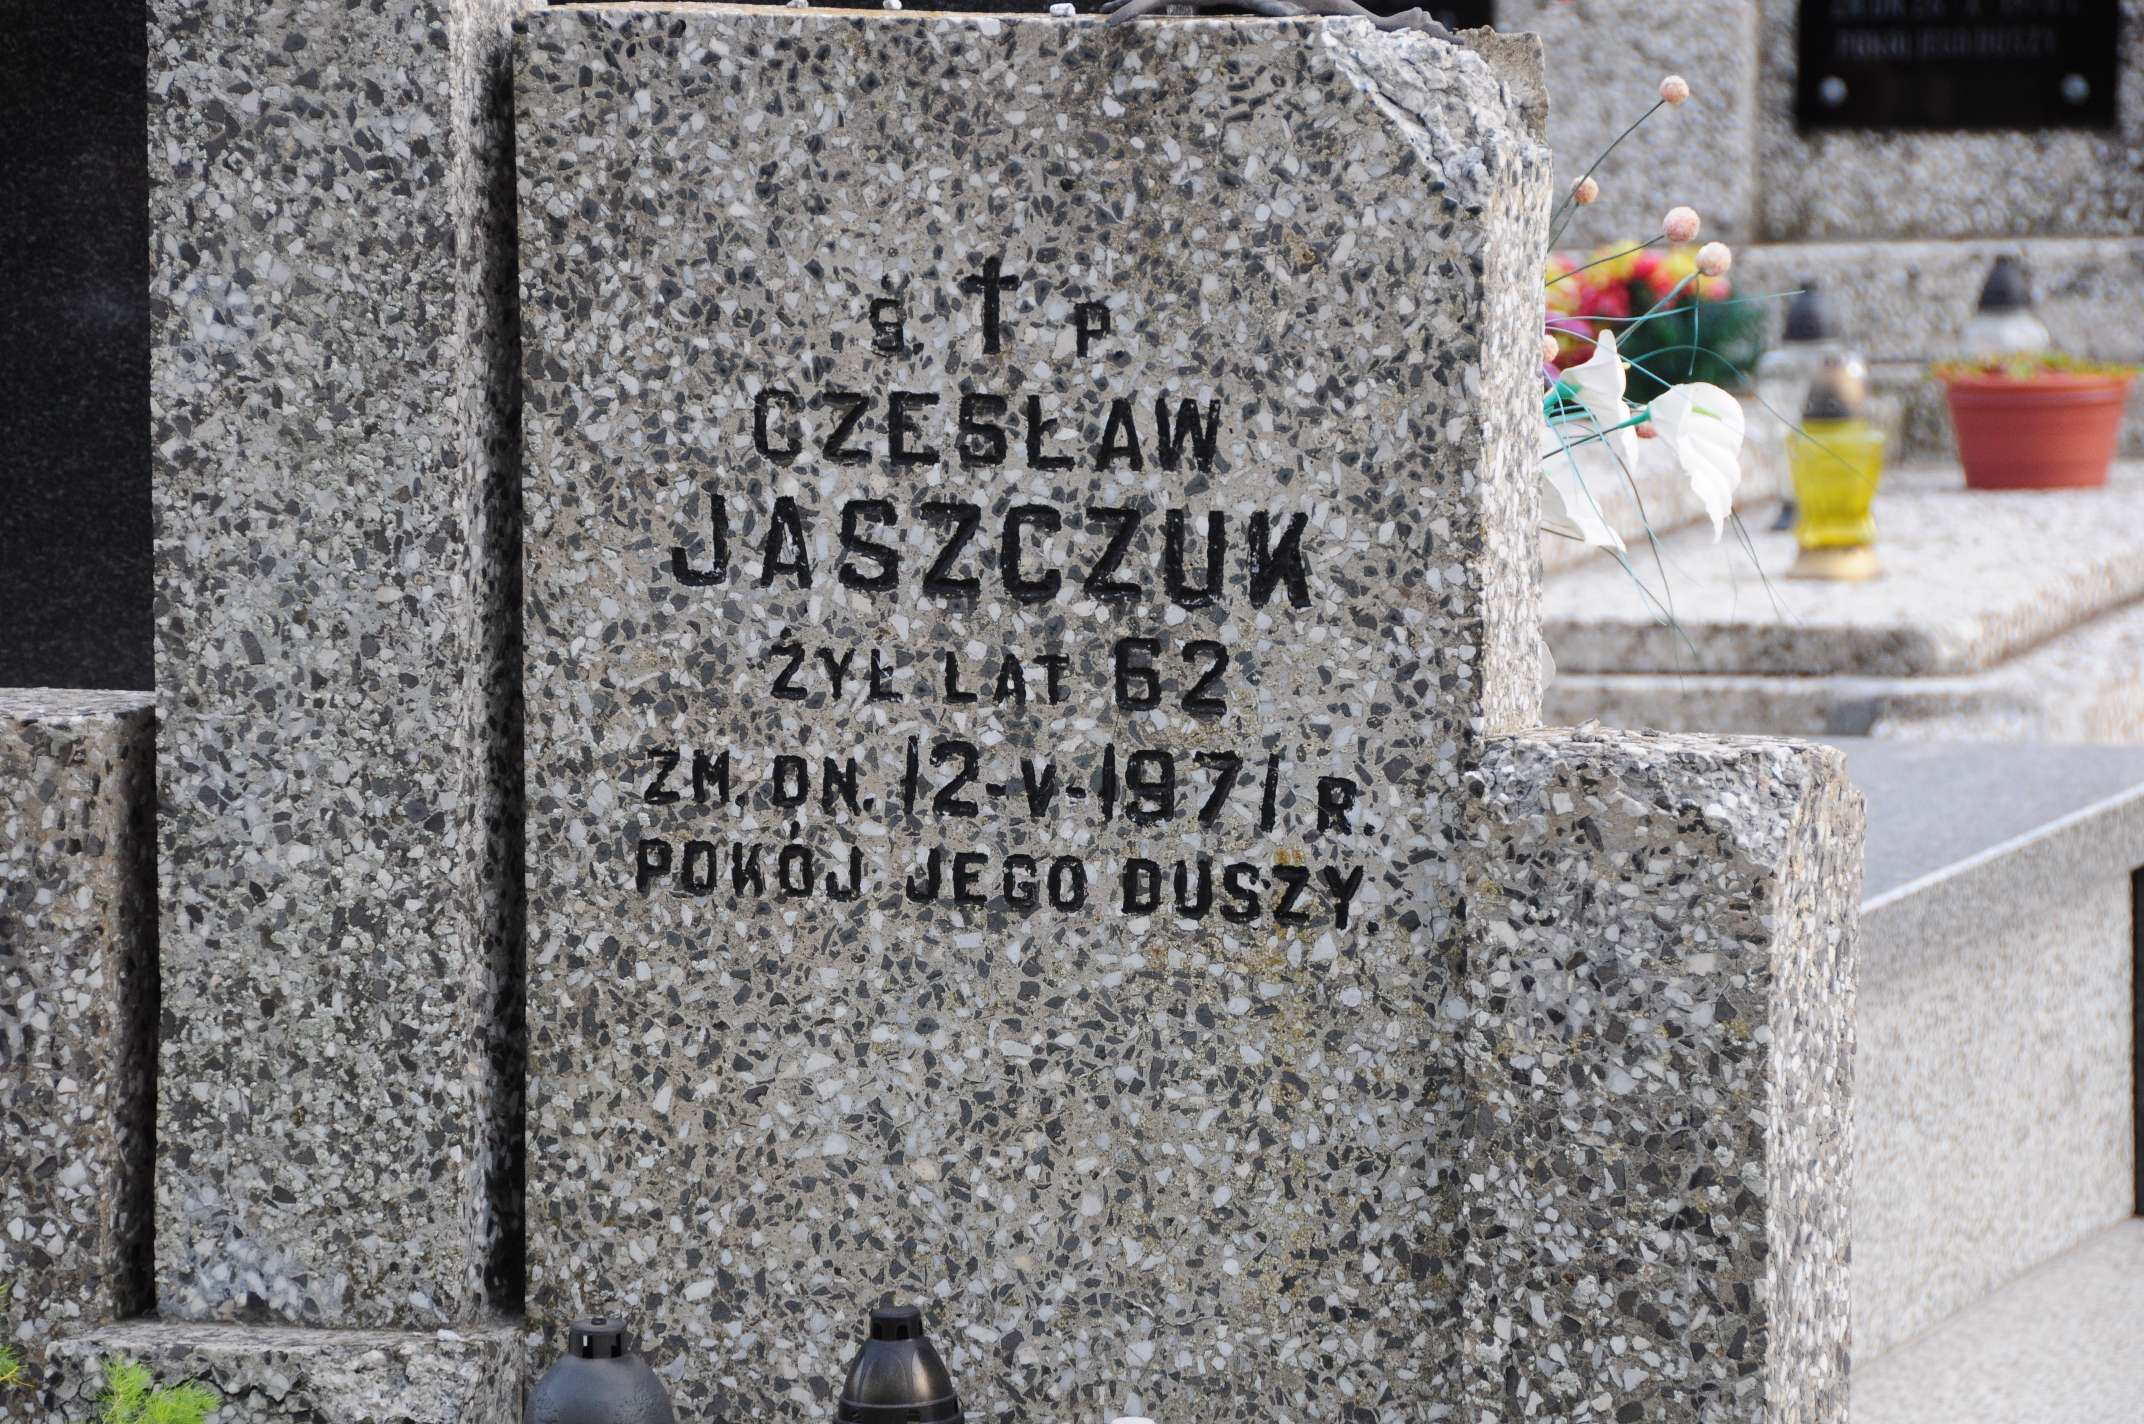 Ś. † P
CZESŁAW
JASZCZUK
ŻYŁ LAT 62
ZM. DN. 12-V-1971 R.
POKÓJ JEGO DUSZY.